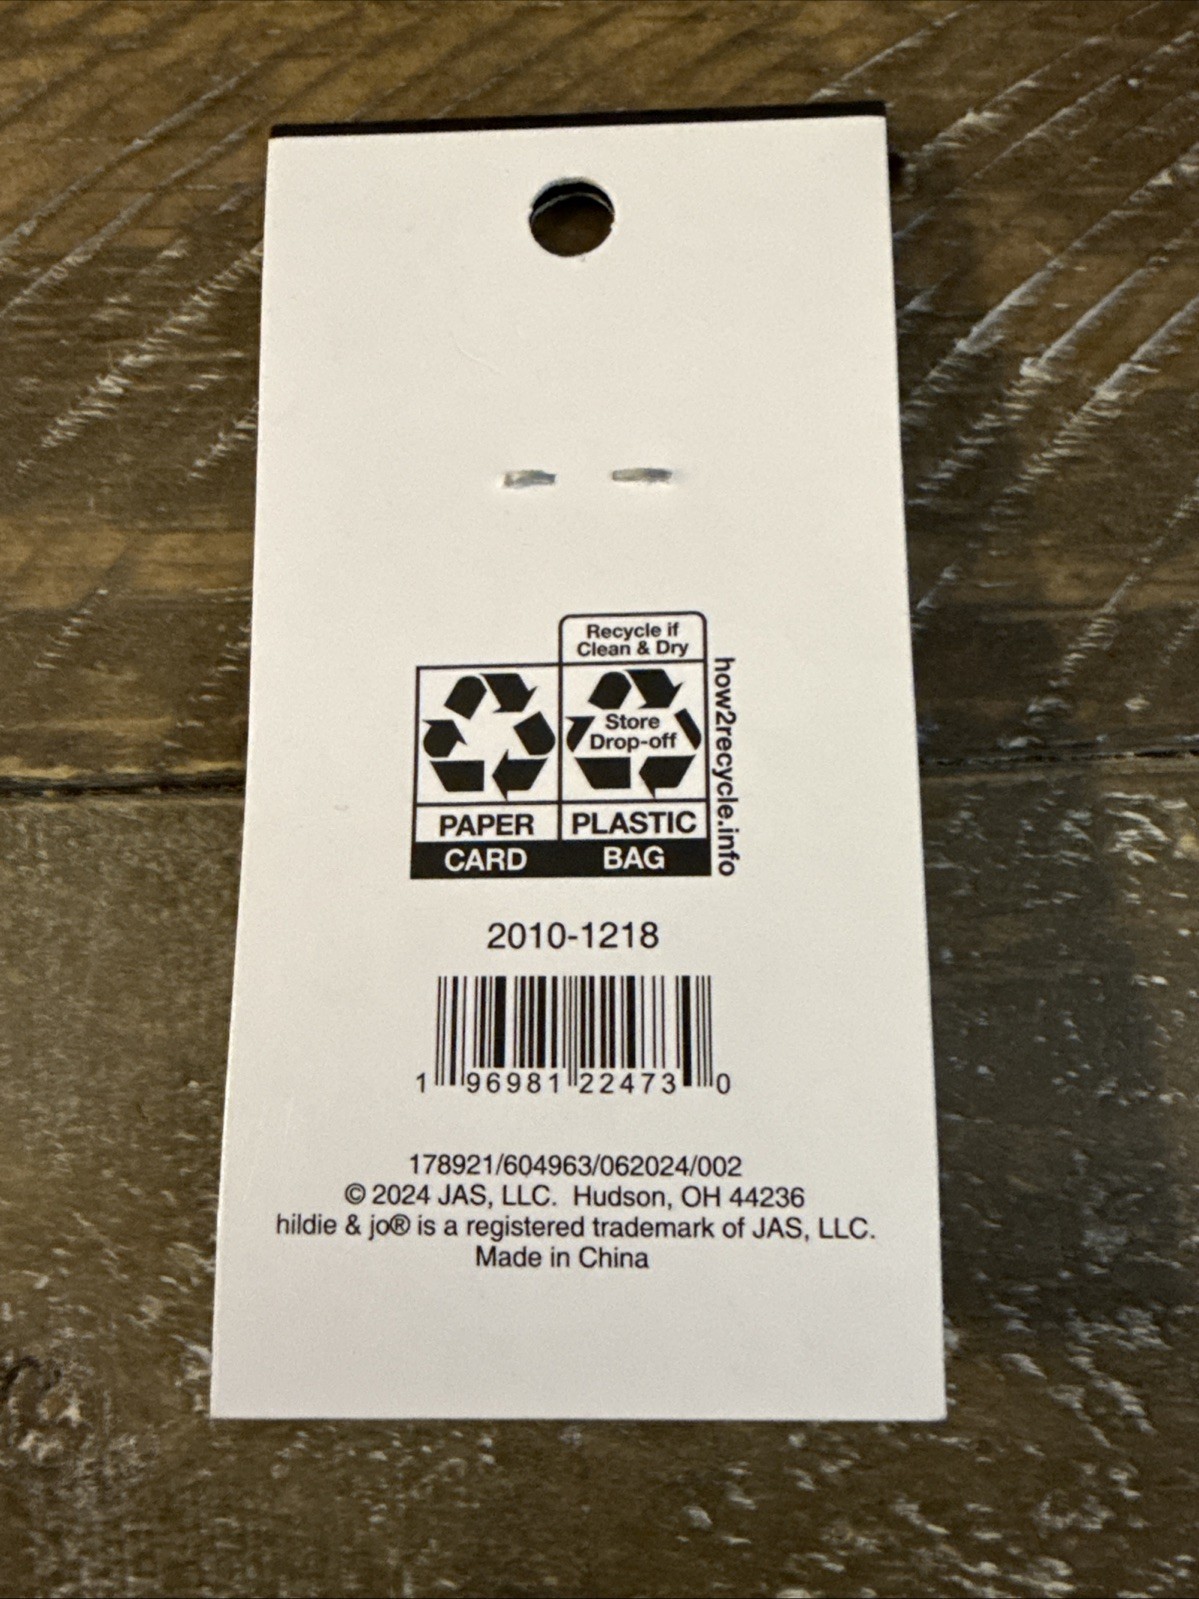 Recycle if
Clean & Dry
Store
Drop-off
PAPER PLASTIC
CARD BAG
how2recycle.info
2010-1218
1 96981 22473 0
178921/604963/062024/002
© 2024 JAS, LLC. Hudson, OH 44236
hildie & jo® is a registered trademark of JAS, LLC.
Made in China